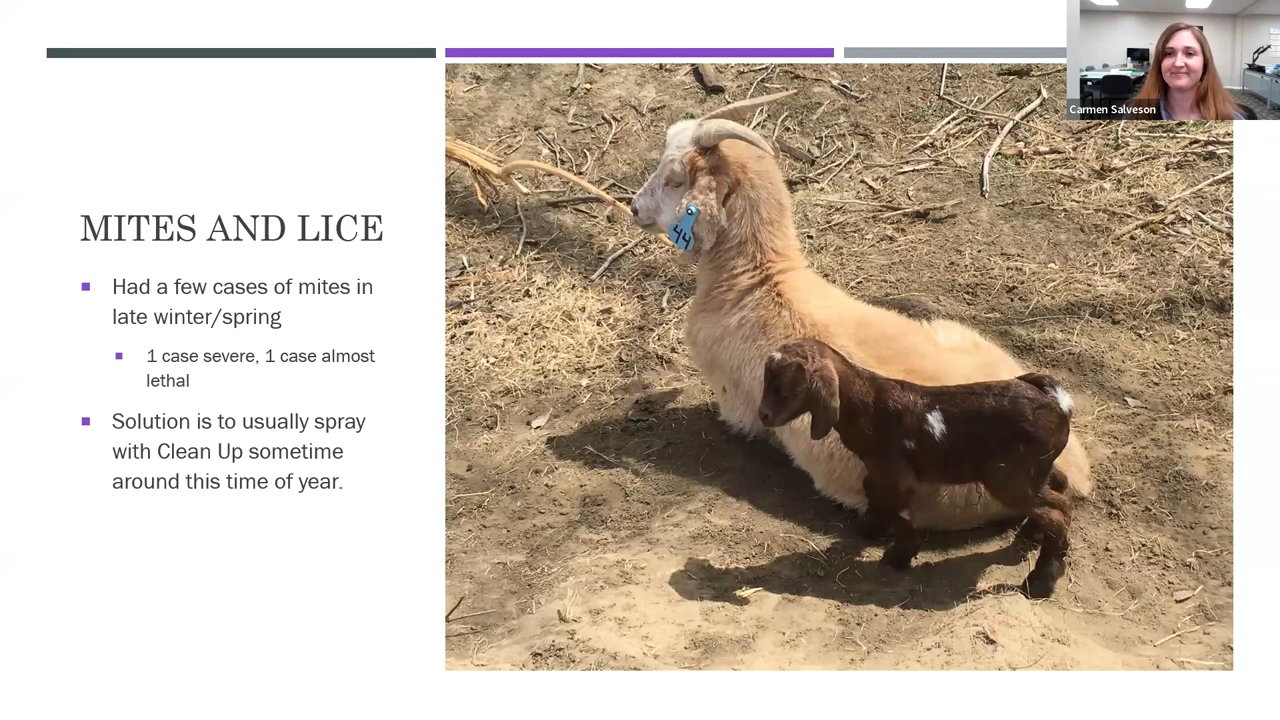 Carmen Salveson
44
MITES AND LICE
Had a few cases of mites in
late winter/spring
1 case severe, 1 case almost
lethal
Solution is to usually spray
with Clean Up sometime
around this time of year.